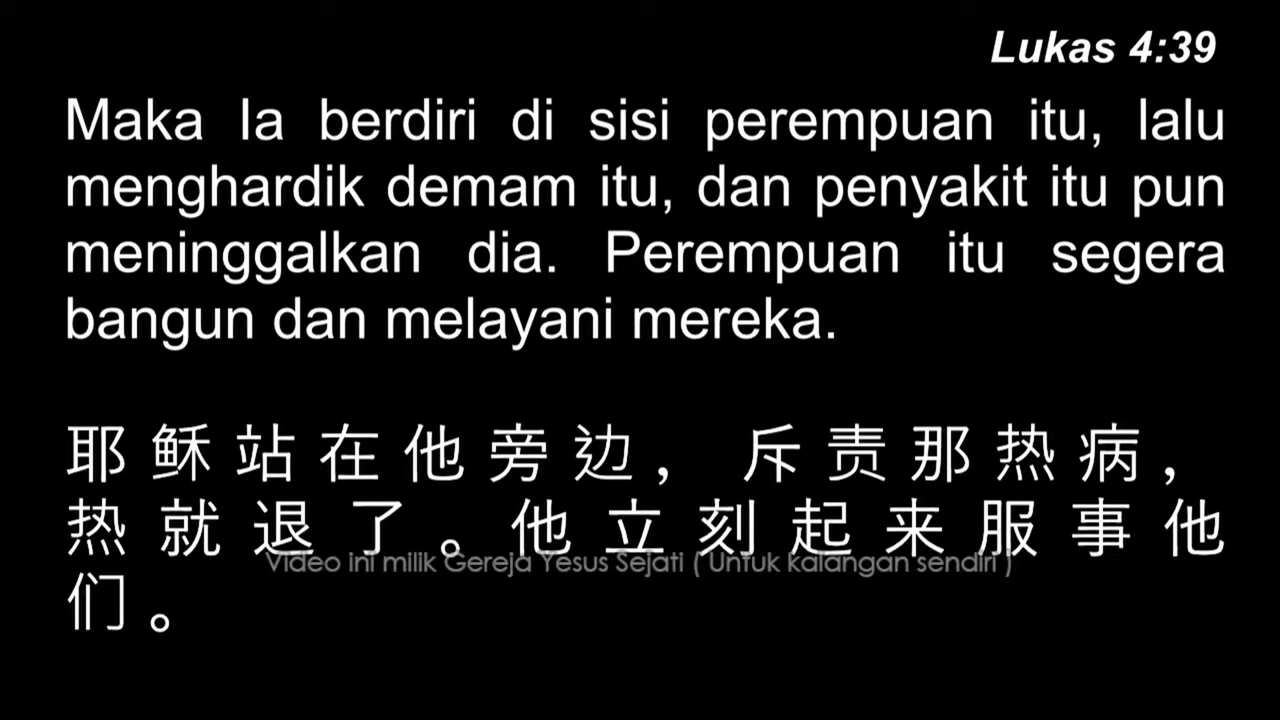 Lukas 4:39
Maka Ia berdiri di sisi perempuan itu, lalu
menghardik demam itu, dan penyakit itu pun
meninggalkan dia. Perempuan itu segera
bangun dan melayani mereka.
耶稣站在他旁边，斥责那热病，
热就退了。他立刻起来服事他
们。
Video ini milik Gereja Yesus Sejati ( Untuk kalangan sendiri )